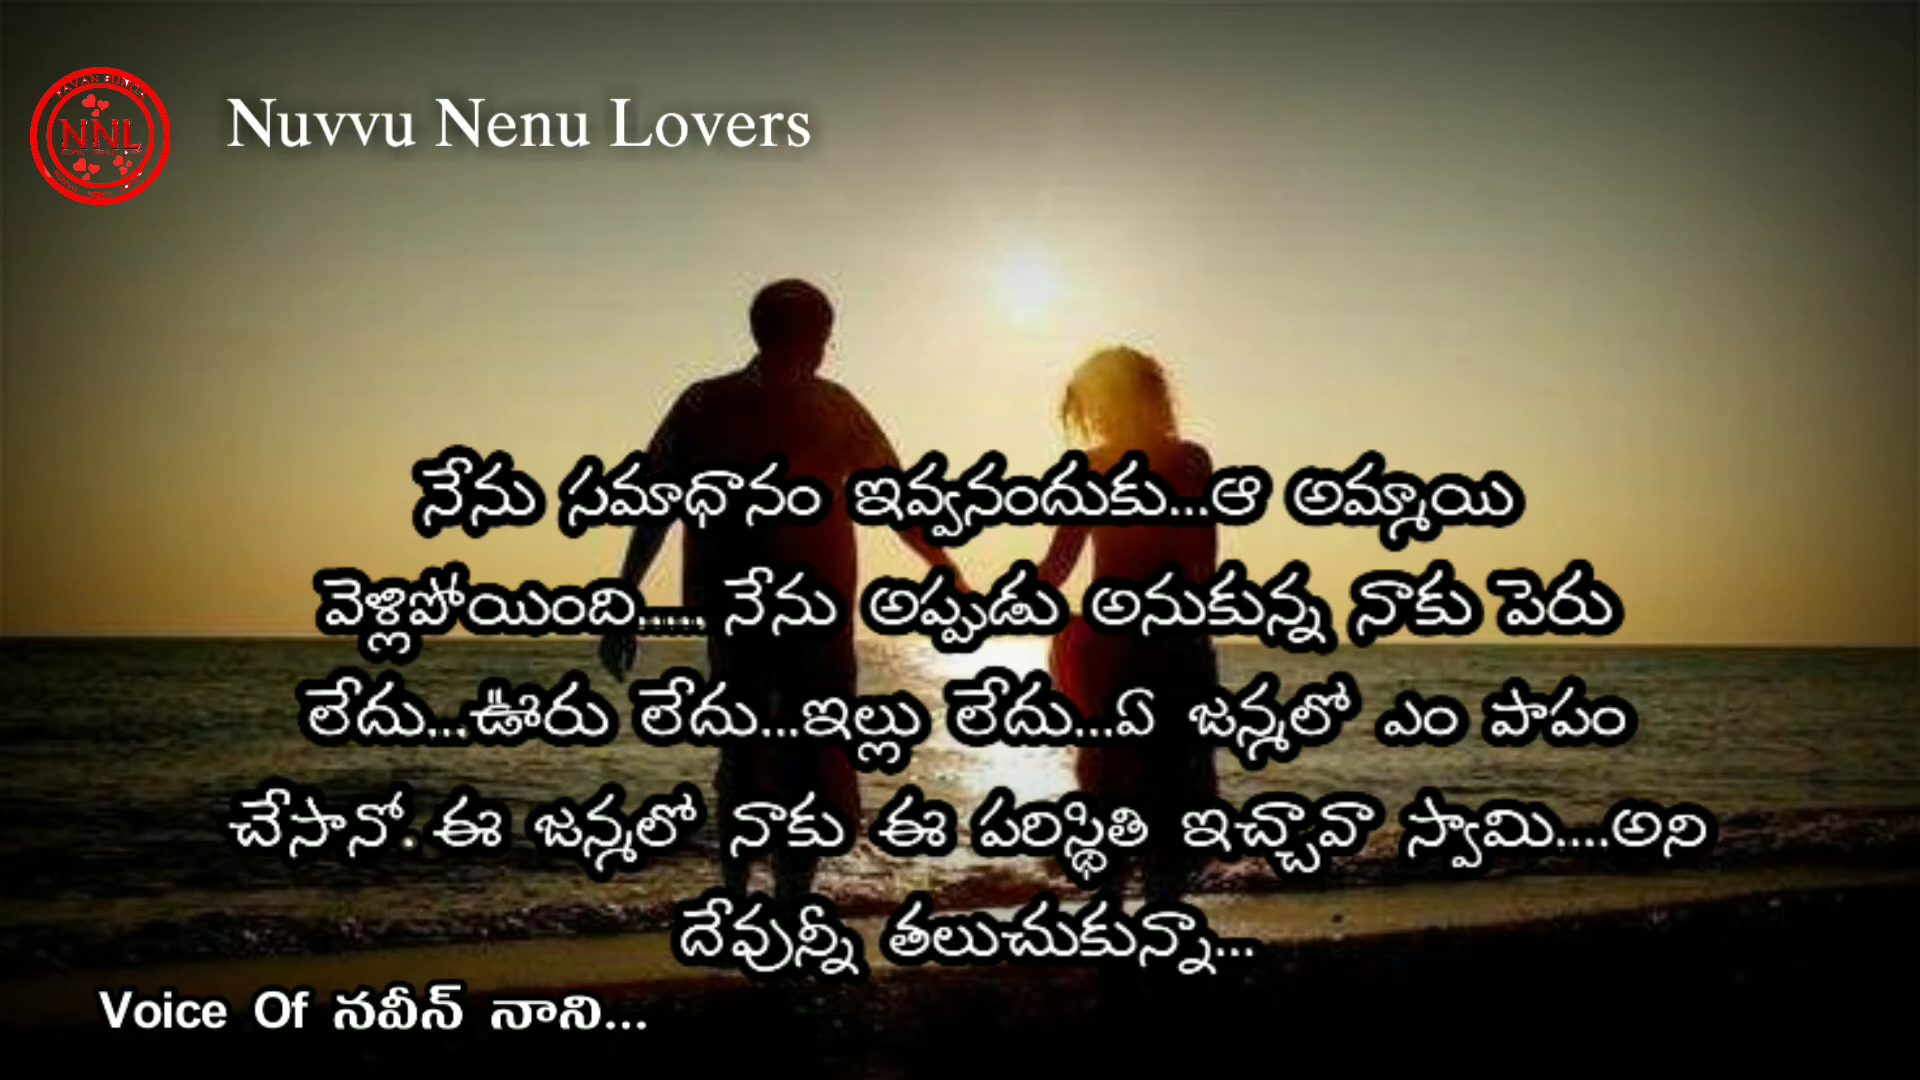 NNL
Nuvvu Nenu Lovers
నేను సమాధానం ఇవ్వనందుకు...ఆ అమ్మాయి
వెళ్లిపోయింది..... నేను అప్పుడు అనుకున్న నాకు పెరు
లేదు...ఊరు లేదు...ఇల్లు లేదు...ఏ జన్మలో ఎం పాపం
చేసానో. ఈ జన్మలో నాకు ఈ పరిస్థితి ఇచ్చావా స్వామి....అని
దేవున్నీ తలుచుకున్నా...
Voice Of నవీన్ నాని...